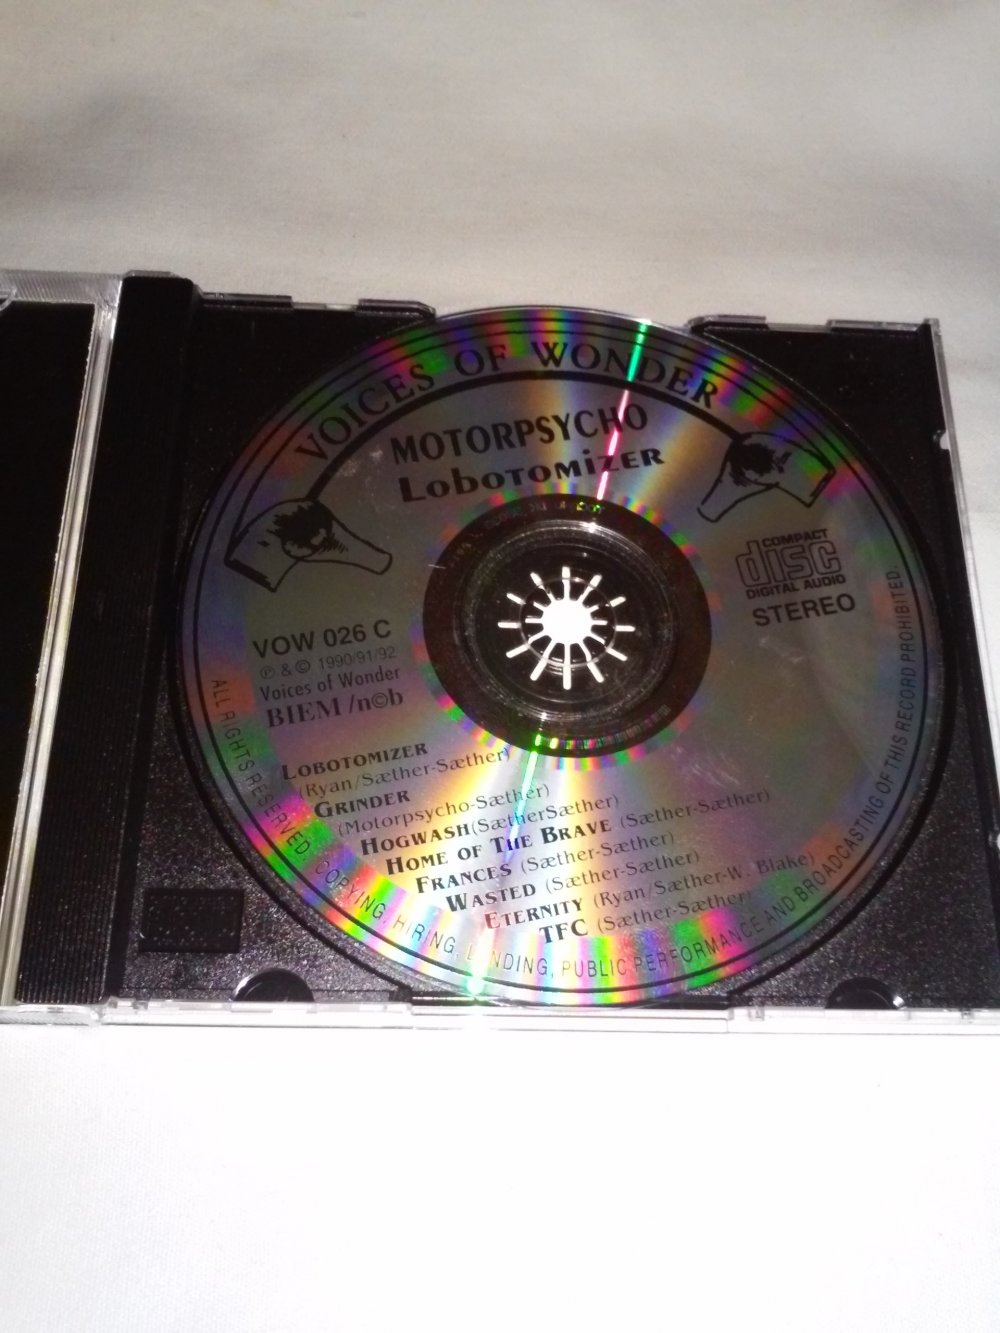 VOICES OF WONDER
MOTORPSYCHO
LOBOTOMiZER
COMPACT
disc
DIGITAL AUDIO
STEREO
VOW 026 C
℗ & © 1990/91/92
Voices of Wonder
BIEM /n©b
LOBOTOMIZER
(Ryan/Sæther-Sæther)
GRINDER
(Motorpsycho-Sæther)
HOGWASH(SætherSæther)
HOME OF THE BRAVE (Sæther-Sæther)
FRANCES (Sæther-Sæther)
WASTED (Sæther-Sæther)
ETERNITY (Ryan/Sæther-W. Blake)
TFC (Sæther-Sæther)
ALL RIGHTS RESERVED. COPYING, HIRING, LENDING, PUBLIC PERFORMANCE AND BROADCASTING OF THIS RECORD PROHIBITED.